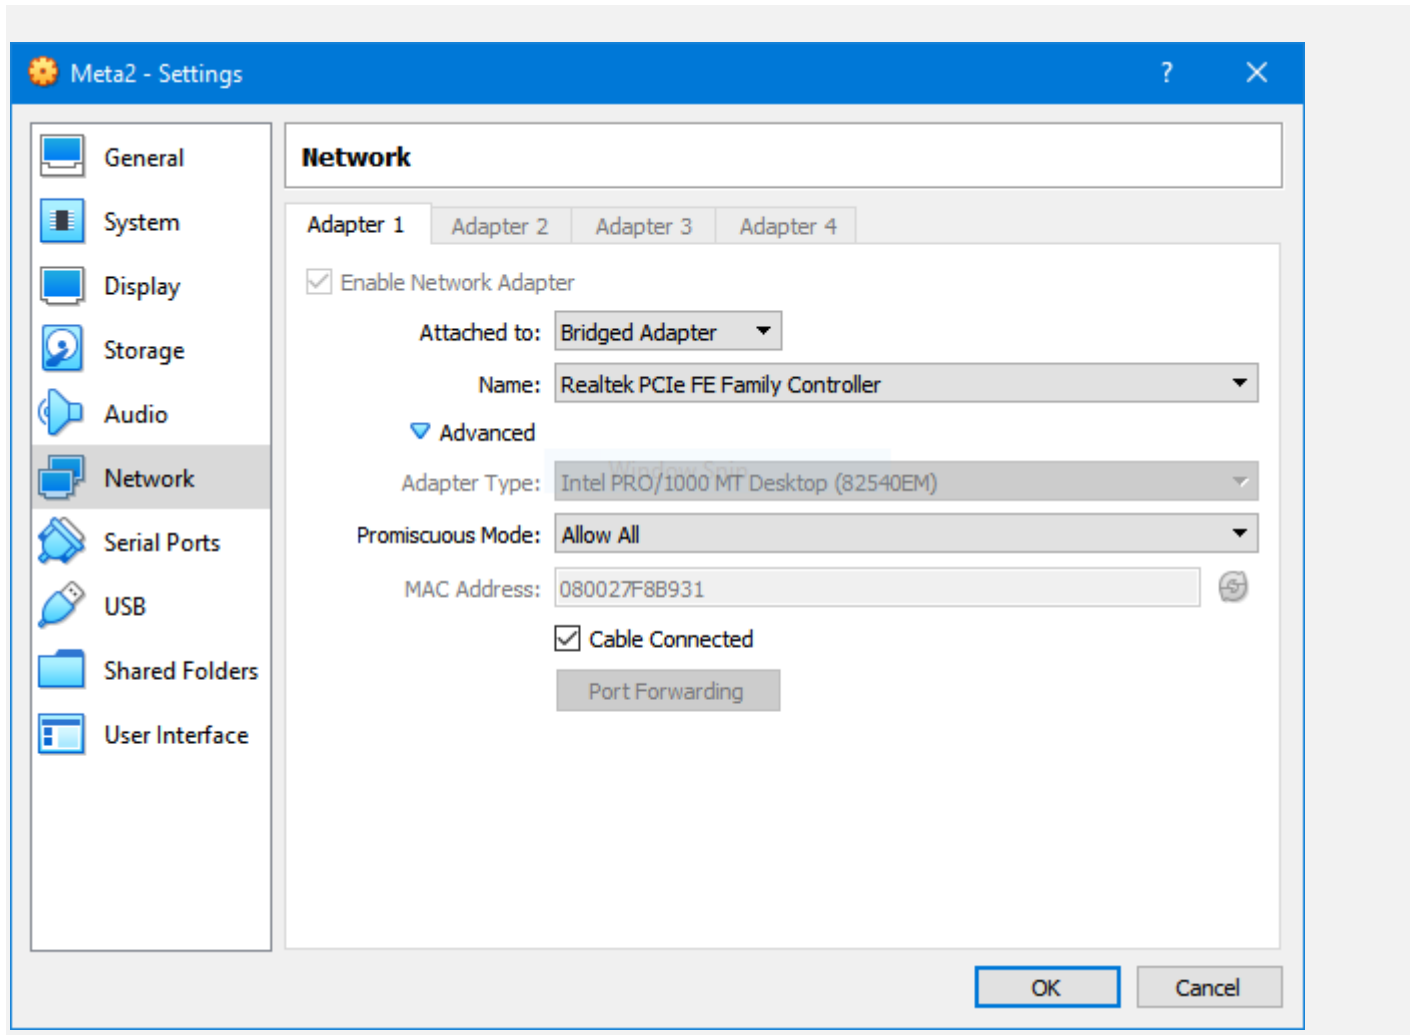 Meta2 - Settings
?
General
System
Display
Storage
Audio
Network
Serial Ports
USB
Shared Folders
User Interface
Network
Adapter 1 Adapter 2 Adapter 3 Adapter 4
Enable Network Adapter
Attached to: Bridged Adapter
Name: Realtek PCIe FE Family Controller
Advanced
Window Snip
Adapter Type: Intel PRO/1000 MT Desktop (82540EM)
Promiscuous Mode: Allow All
MAC Address: 080027F8B931
Cable Connected
Port Forwarding
OK Cancel